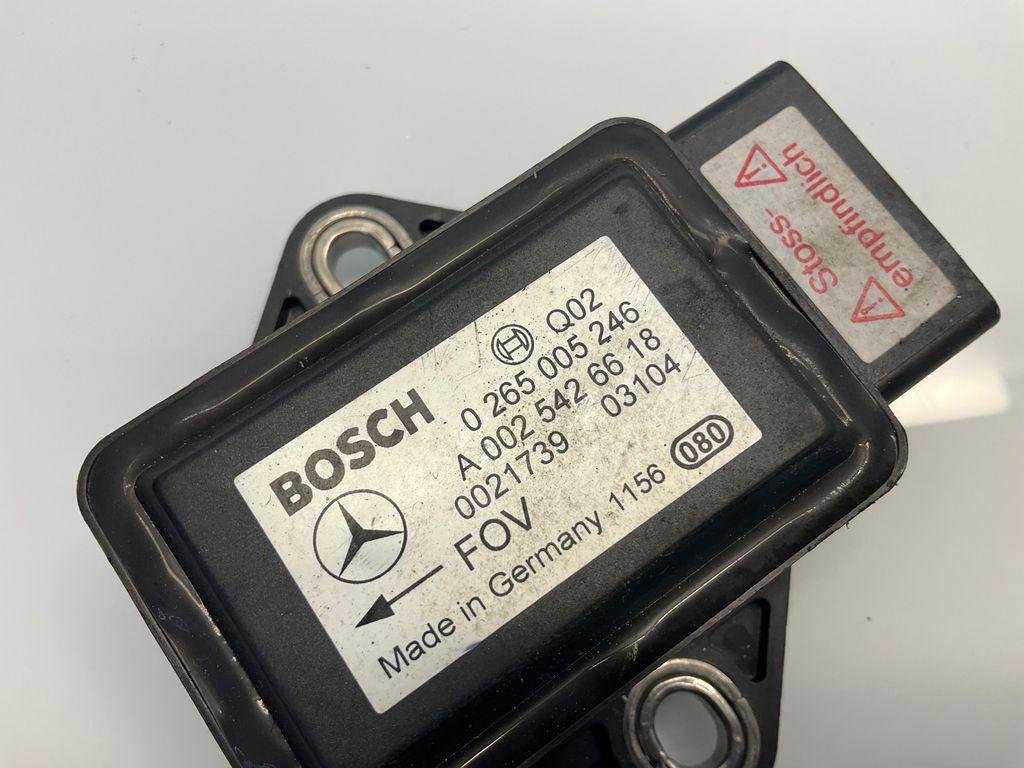 BOSCH Q02
0 265 005 246
A 002 542 66 18
0021739 03104
FOV
Made in Germany 1156 080
Stoss-
empfindlich